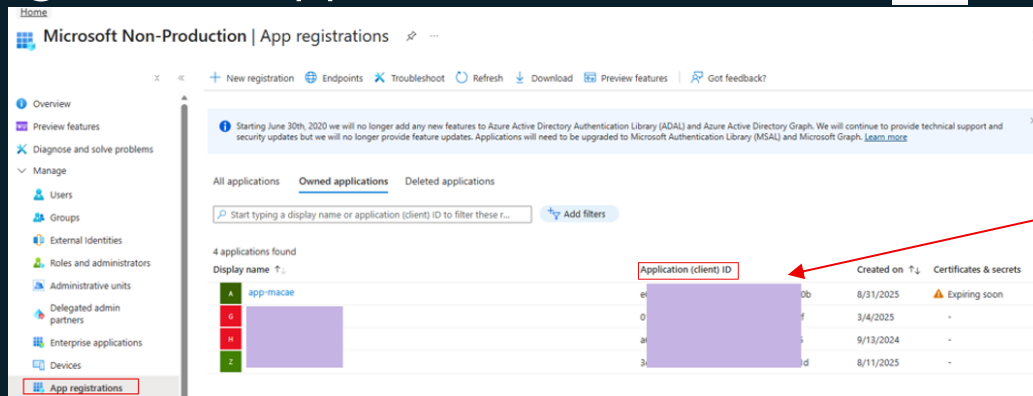 Home
Microsoft Non-Production | App registrations
New registration Endpoints Troubleshoot Refresh Download Preview features Got feedback?
Overview
Preview features
Diagnose and solve problems
Manage
Users
Groups
External Identities
Roles and administrators
Administrative units
Delegated admin
partners
Enterprise applications
Devices
App registrations
Starting June 30th, 2020 we will no longer add any new features to Azure Active Directory Authentication Library (ADAL) and Azure Active Directory Graph. We will continue to provide technical support and
security updates but we will no longer provide feature updates. Applications will need to be upgraded to Microsoft Authentication Library (MSAL) and Microsoft Graph. Learn more
All applications Owned applications Deleted applications
Start typing a display name or application (client) ID to filter these r... Add filters
4 applications found
Display name Application (client) ID Created on Certificates & secrets
A app-macae 0b 8/31/2025 Expiring soon
G 0 f 3/4/2025 -
H 9/13/2024 -
Z 3 ld 8/11/2025 -